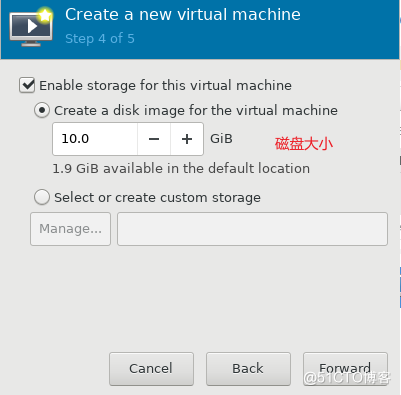 Create a new virtual machine
Step 4 of 5
Enable storage for this virtual machine
Create a disk image for the virtual machine
10.0 − + GiB 磁盘大小
1.9 GiB available in the default location
Select or create custom storage
Manage...
Cancel Back Forward
@51CTO博客